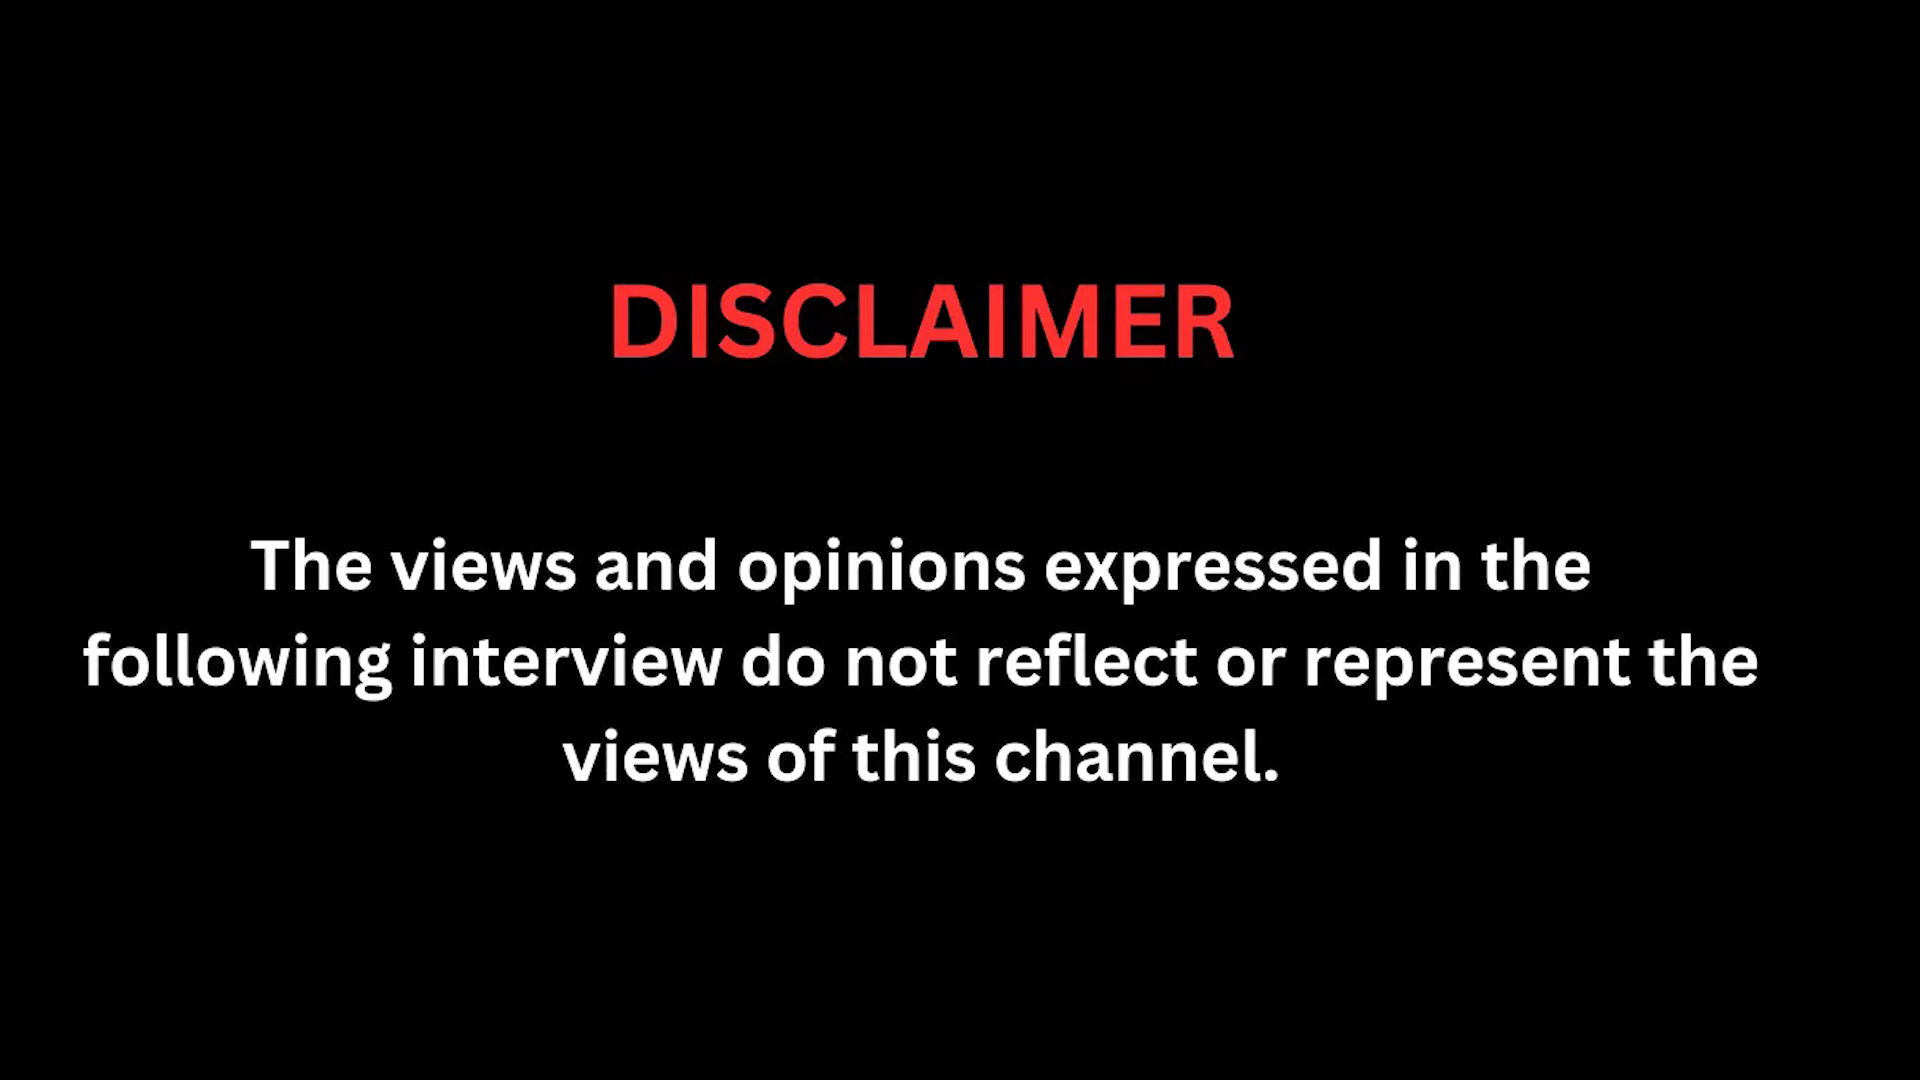 DISCLAIMER
The views and opinions expressed in the
following interview do not reflect or represent the
views of this channel.